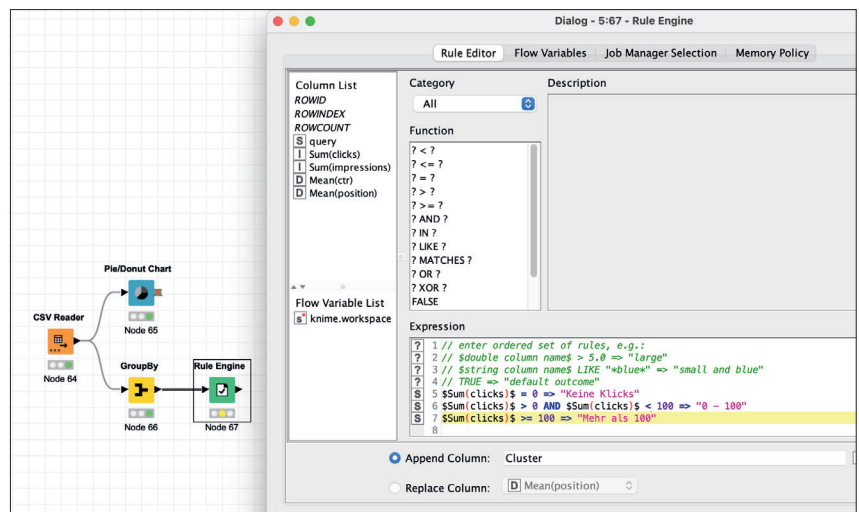 Pie/Donut Chart
Node 65
CSV Reader
Node 64
GroupBy
Node 66
Rule Engine
Node 67
Dialog - 5:67 - Rule Engine
Rule Editor Flow Variables Job Manager Selection Memory Policy
Column List
ROWID
ROWINDEX
ROWCOUNT
S query
I Sum(clicks)
I Sum(impressions)
D Mean(ctr)
D Mean(position)
Flow Variable List
s knime.workspace
Category
All
Function
? < ?
? <= ?
? = ?
? > ?
? >= ?
? AND ?
? IN ?
? LIKE ?
? MATCHES ?
? OR ?
? XOR ?
FALSE
Description
Expression
? 1 // enter ordered set of rules, e.g.:
? 2 // $double column name$ > 5.0 => "large"
? 3 // $string column name$ LIKE "*blue*" => "small and blue"
? 4 // TRUE => "default outcome"
S 5 $Sum(clicks)$ = 0 => "Keine Klicks"
S 6 $Sum(clicks)$ > 0 AND $Sum(clicks)$ < 100 => "0 - 100"
S 7 $Sum(clicks)$ >= 100 => "Mehr als 100"
8
Append Column: Cluster
Replace Column: D Mean(position)